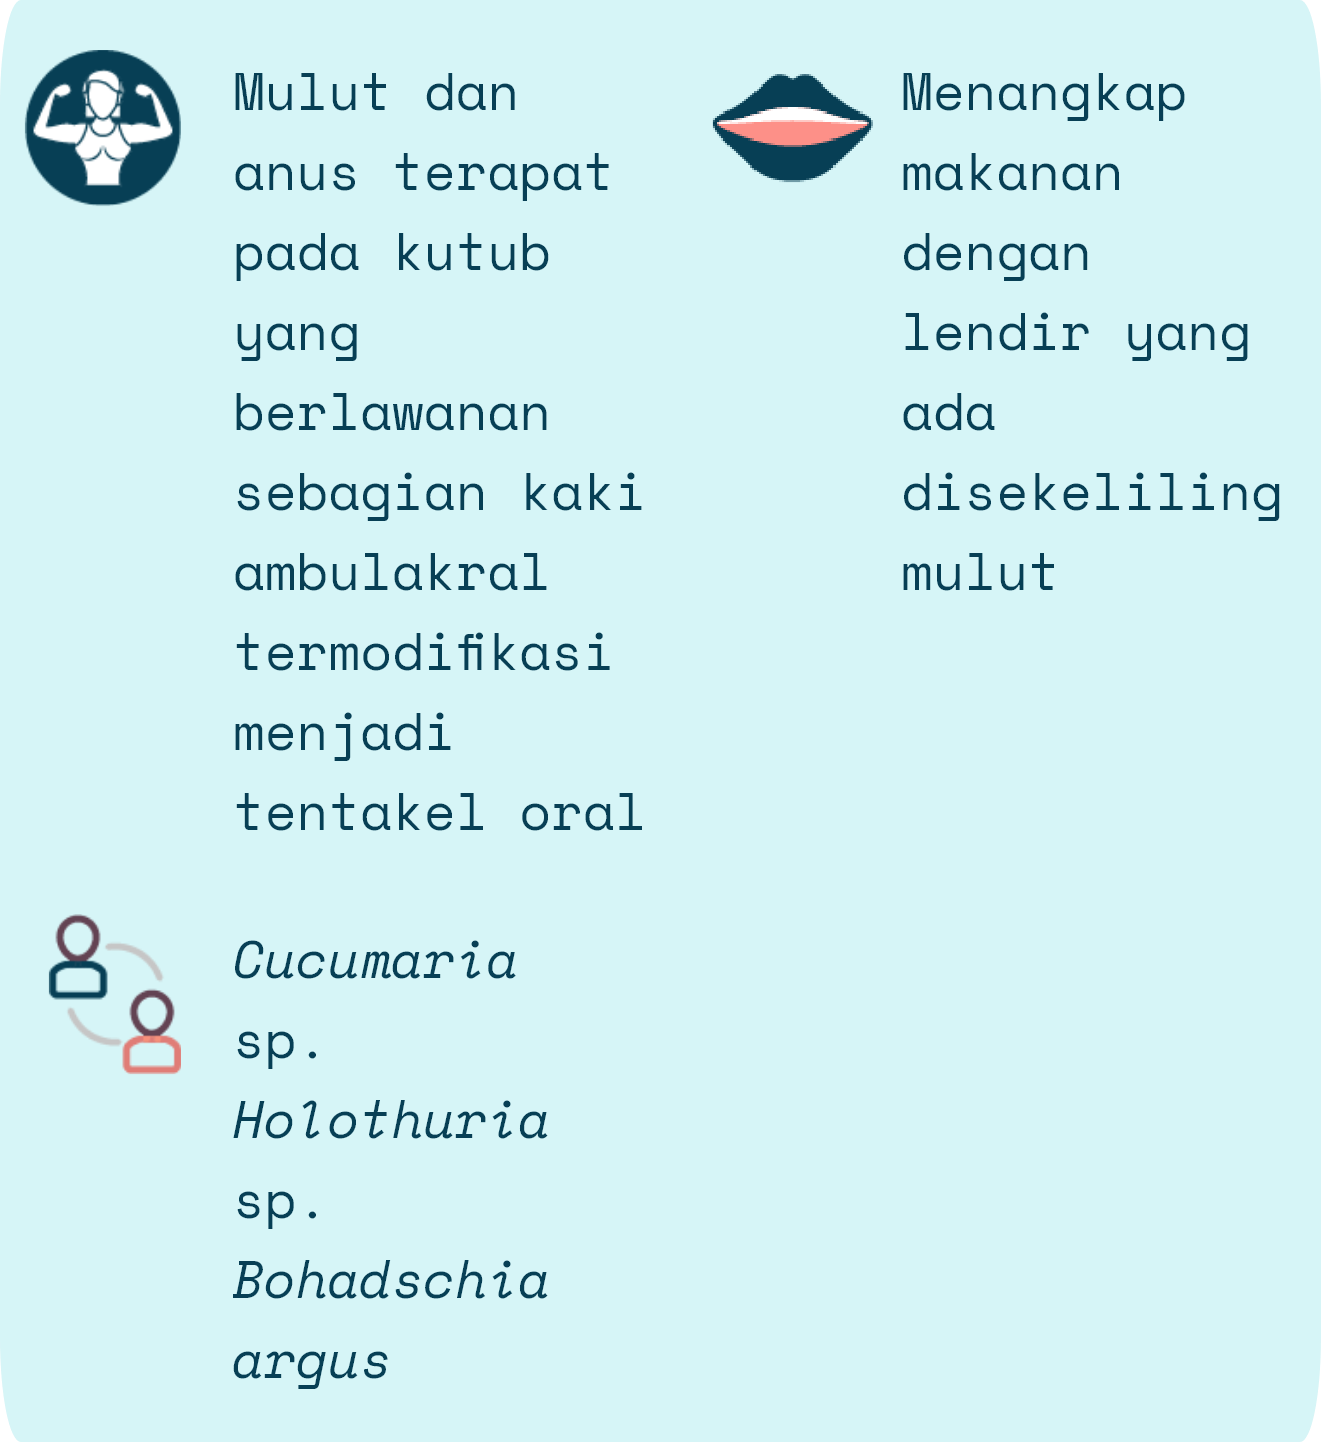 Mulut dan
anus terapat
pada kutub
yang
berlawanan
sebagian kaki
ambulakral
termodifikasi
menjadi
tentakel oral
Menangkap
makanan
dengan
lendir yang
ada
disekeliling
mulut
Cucumaria
sp.
Holothuria
sp.
Bohadschia
argus